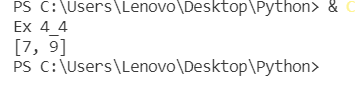 PS C:\Users\Lenovo\Desktop\Python> & C
Ex 4_4
[7, 9]
PS C:\Users\Lenovo\Desktop\Python>